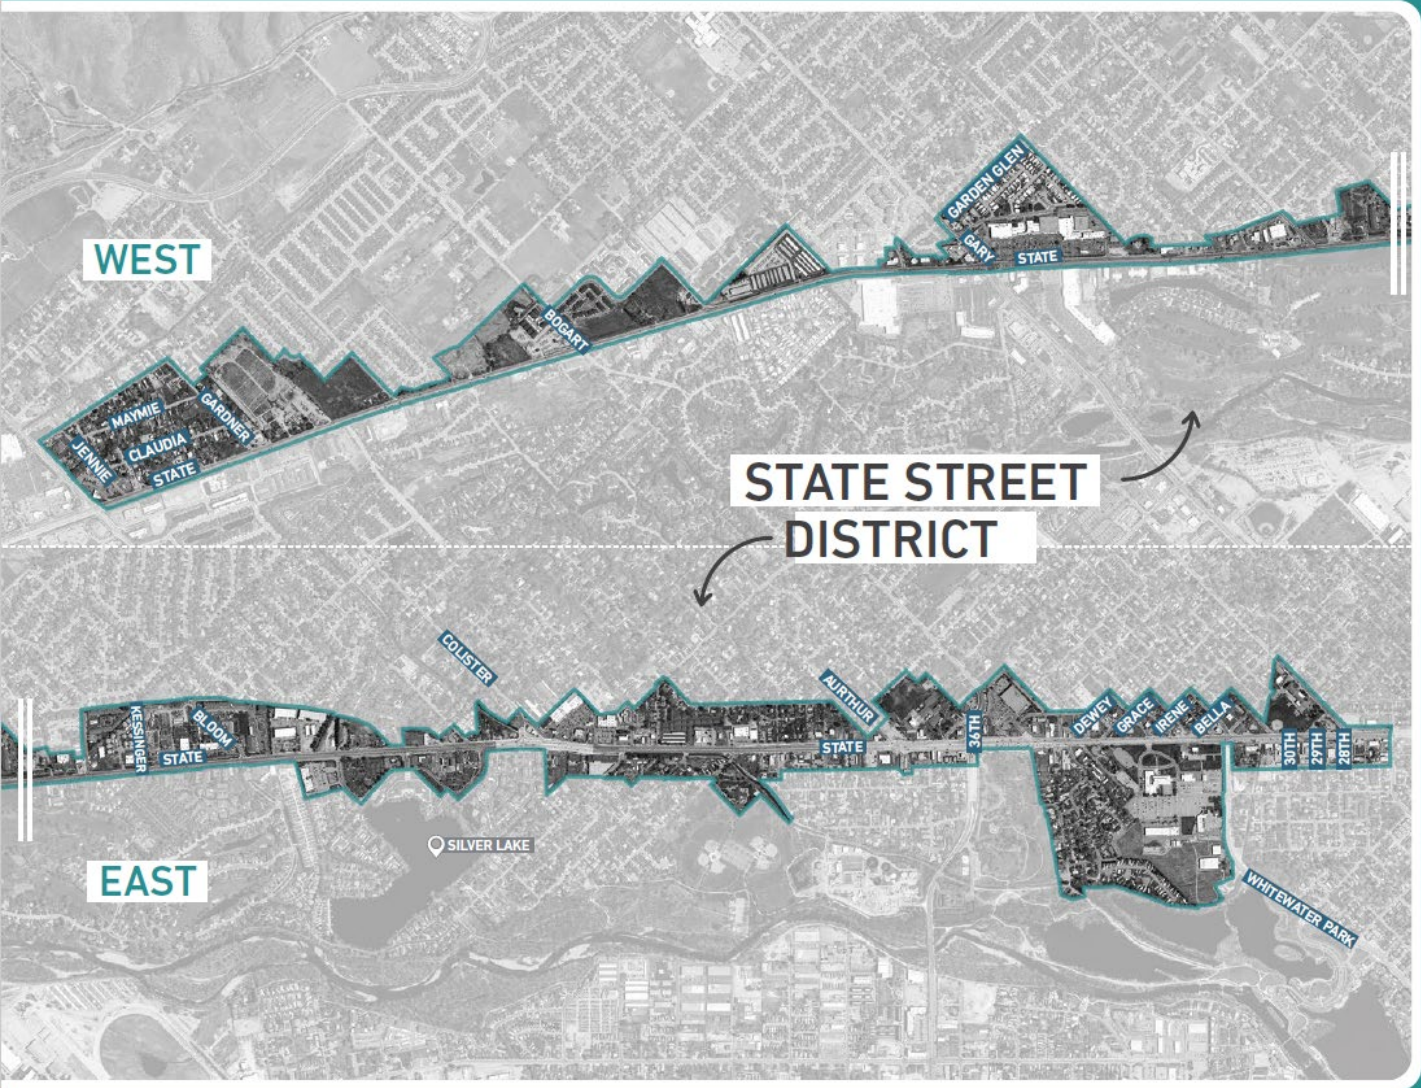 WEST
GARDEN GLEN
GARY
STATE
BOGART
MAYMIE
GARDNER
CLAUDIA
JENNIE
STATE
STATE STREET
DISTRICT
COLISTER
KESSINGER
BLOOM
STATE
AURTHUR
STATE
36TH
DEWEY
GRACE
IRENE
BELLA
30TH
29TH
28TH
SILVER LAKE
EAST
WHITEWATER PARK